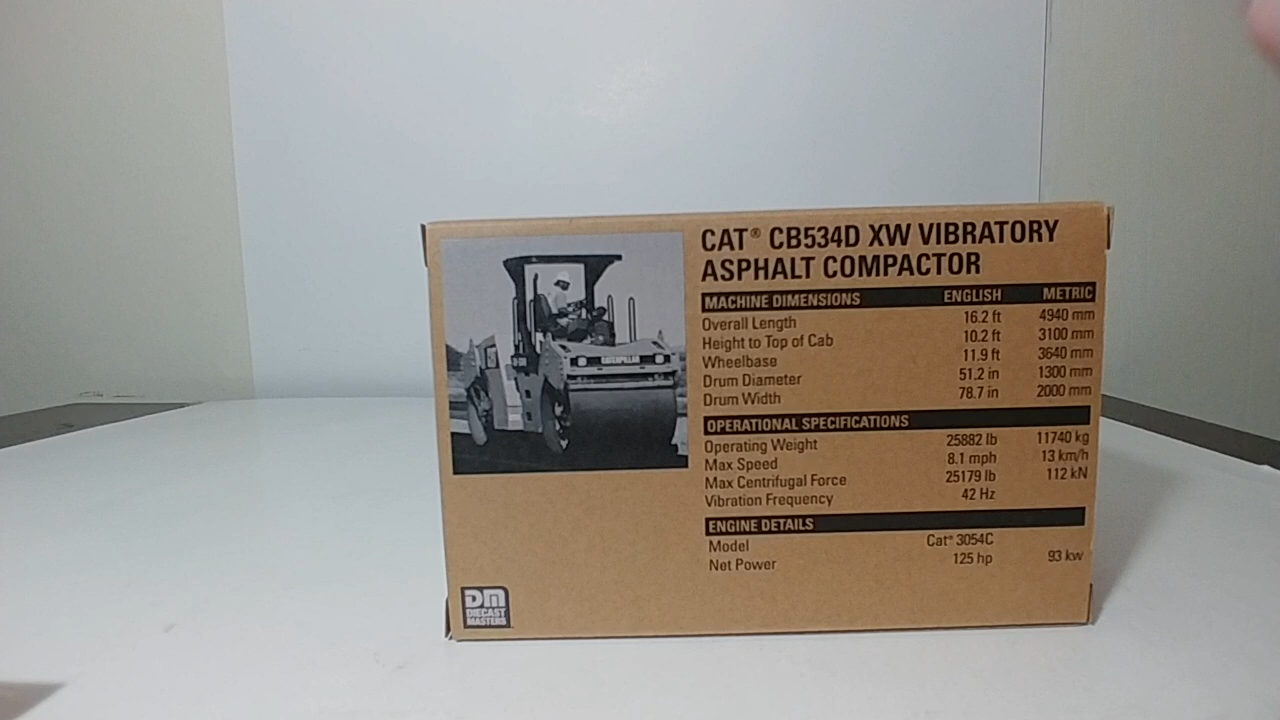 CAT® CB534D XW VIBRATORY
ASPHALT COMPACTOR
MACHINE DIMENSIONS ENGLISH METRIC
Overall Length 16.2 ft 4940 mm
Height to Top of Cab 10.2 ft 3100 mm
Wheelbase 11.9 ft 3640 mm
Drum Diameter 51.2 in 1300 mm
Drum Width 78.7 in 2000 mm
OPERATIONAL SPECIFICATIONS
Operating Weight 25882 lb 11740 kg
Max Speed 8.1 mph 13 km/h
Max Centrifugal Force 25179 lb 112 kN
Vibration Frequency 42 Hz
ENGINE DETAILS
Model Cat® 3054C
Net Power 125 hp 93 kw
CATERPILLAR
DM
DIECAST
MASTERS